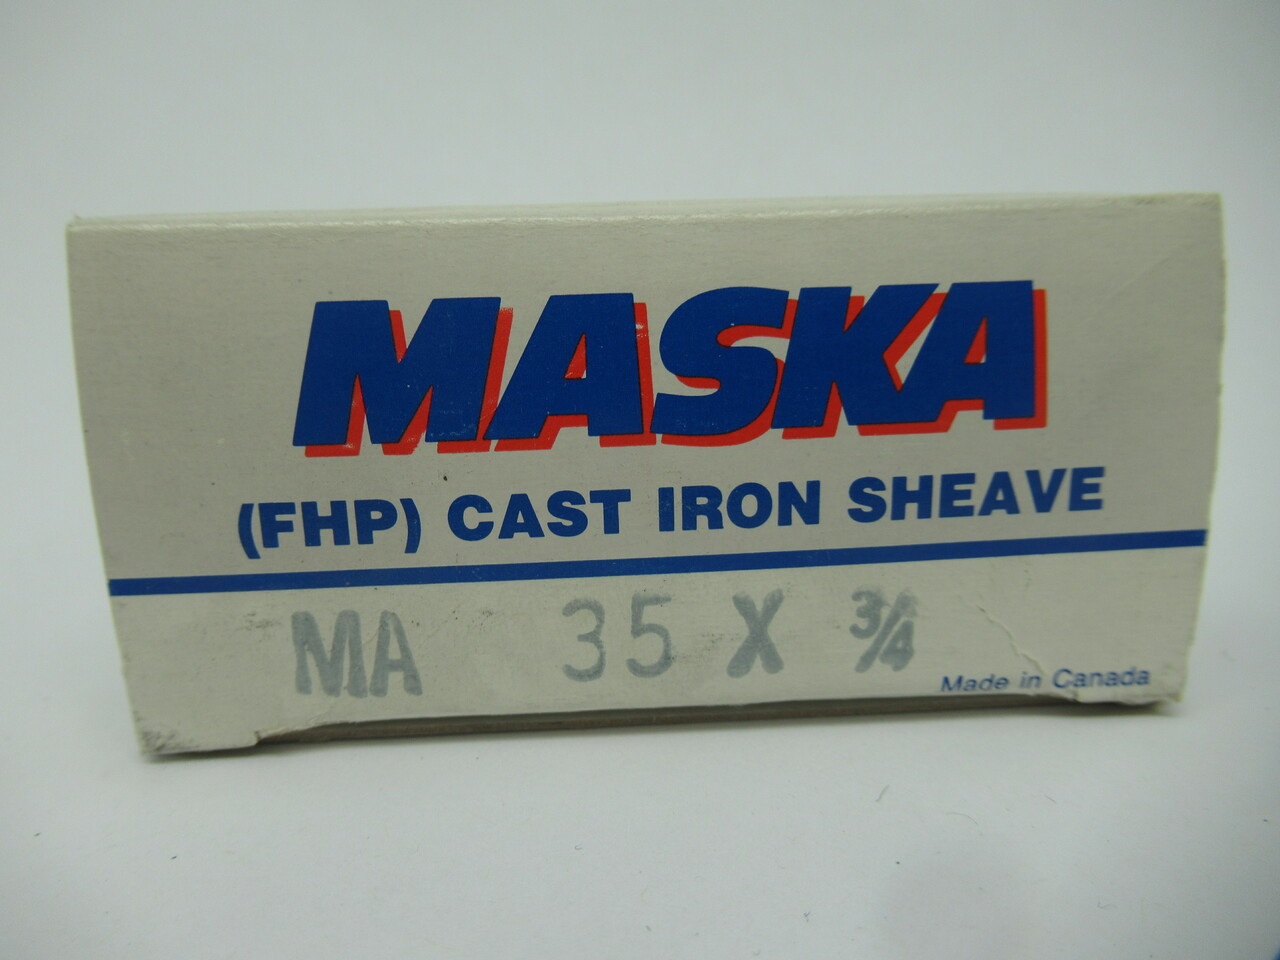 MASKA
(FHP) CAST IRON SHEAVE
MA 35 X 3/4
Made in Canada